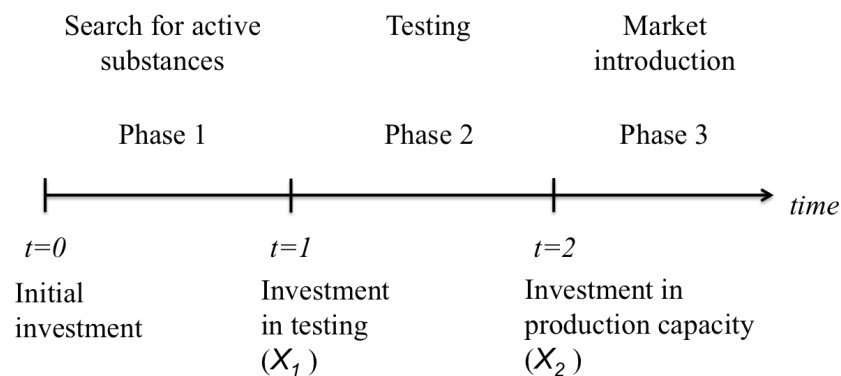 Search for active
substances
Testing
Market
introduction
Phase 1
Phase 2
Phase 3
time
t=0
t=1
t=2
Initial
investment
Investment
in testing
(X₁)
Investment in
production capacity
(X₂)